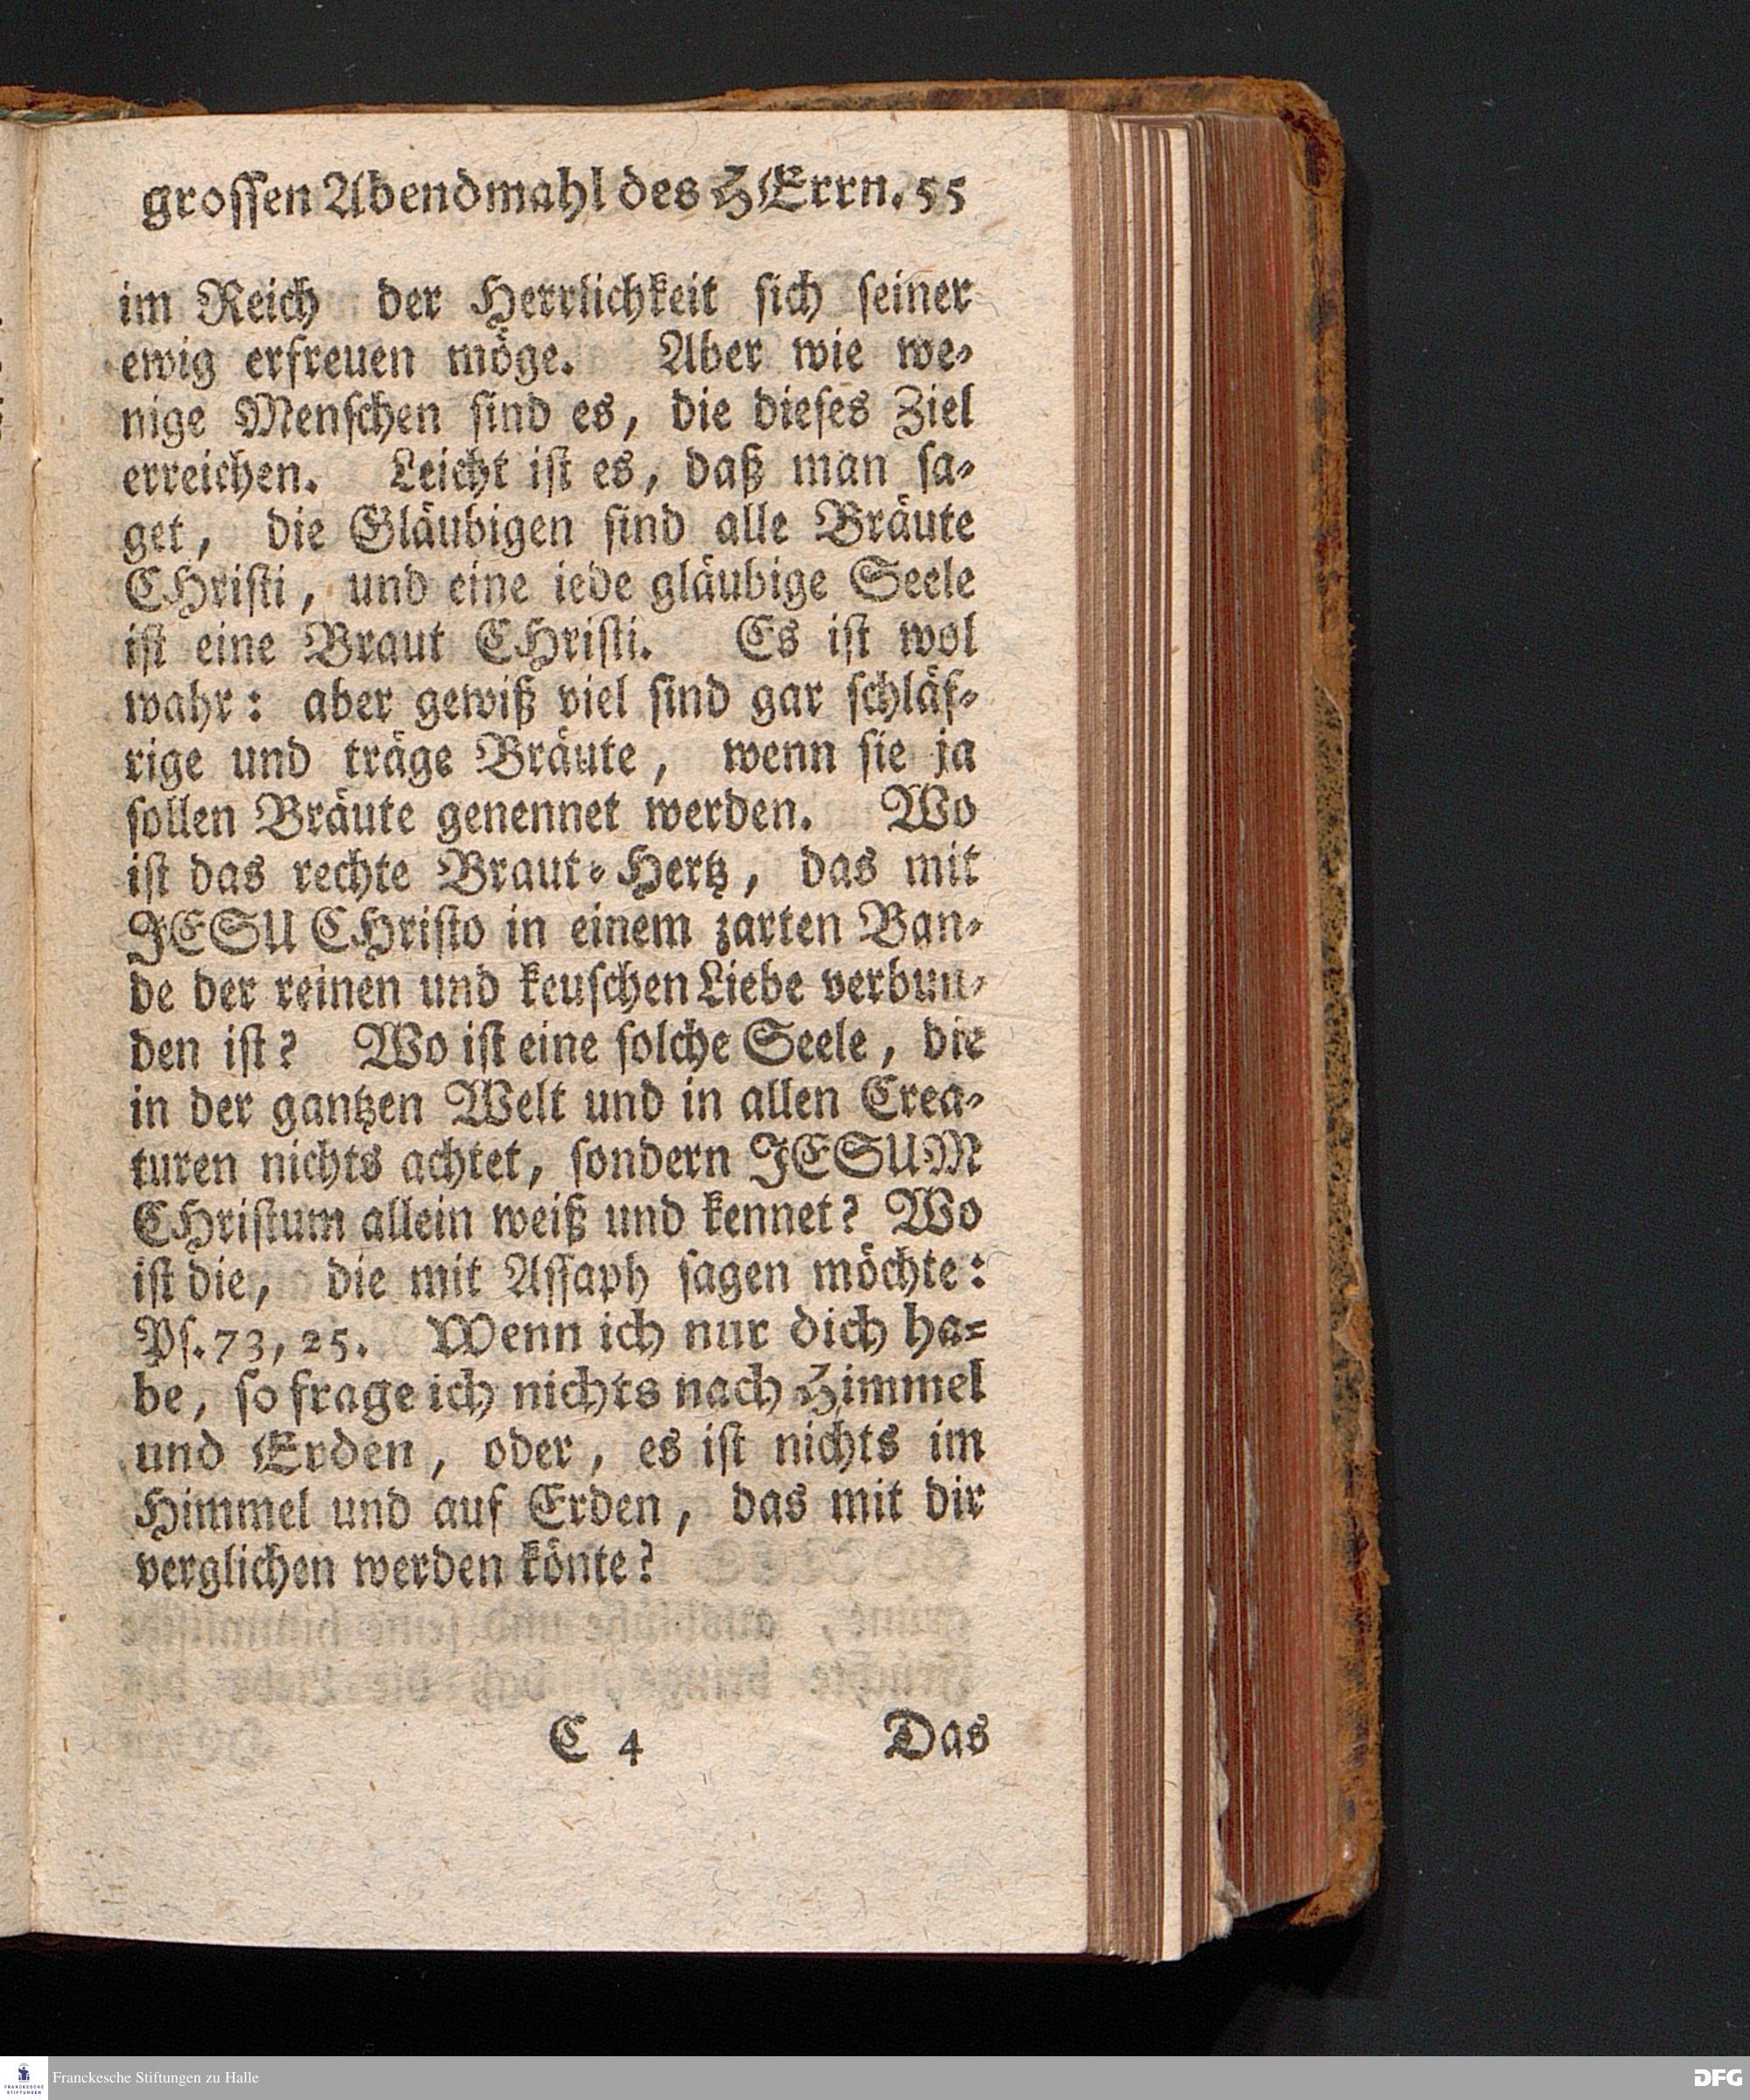 grossen Abendmahl des HErrn. 55
im Reich der Herrlichkeit sich seiner
ewig erfreuen möge. Aber wie we-
nige Menschen sind es, die dieses Ziel
erreichen. Leicht ist es, daß man sa-
get, die Gläubigen sind alle Bräute
CHristi, und eine iede gläubige Seele
ist eine Braut CHristi. Es ist wol
wahr: aber gewiß viel sind gar schläf-
rige und träge Bräute, wenn sie ja
sollen Bräute genennet werden. Wo
ist das rechte Braut-Hertz, das mit
JESU CHristo in einem zarten Ban-
de der reinen und keuschen Liebe verbun-
den ist? Wo ist eine solche Seele, die
in der gantzen Welt und in allen Crea-
turen nichts achtet, sondern JESUM
CHristum allein weiß und kennet? Wo
ist die, die mit Assaph sagen möchte:
Ps. 73, 25. Wenn ich nur dich ha-
be, so frage ich nichts nach Himmel
und Erden, oder, es ist nichts im
Himmel und auf Erden, das mit dir
verglichen werden könte?
C 4 Das
FRANCKESCHE
STIFTUNGEN
Franckesche Stiftungen zu Halle
DFG